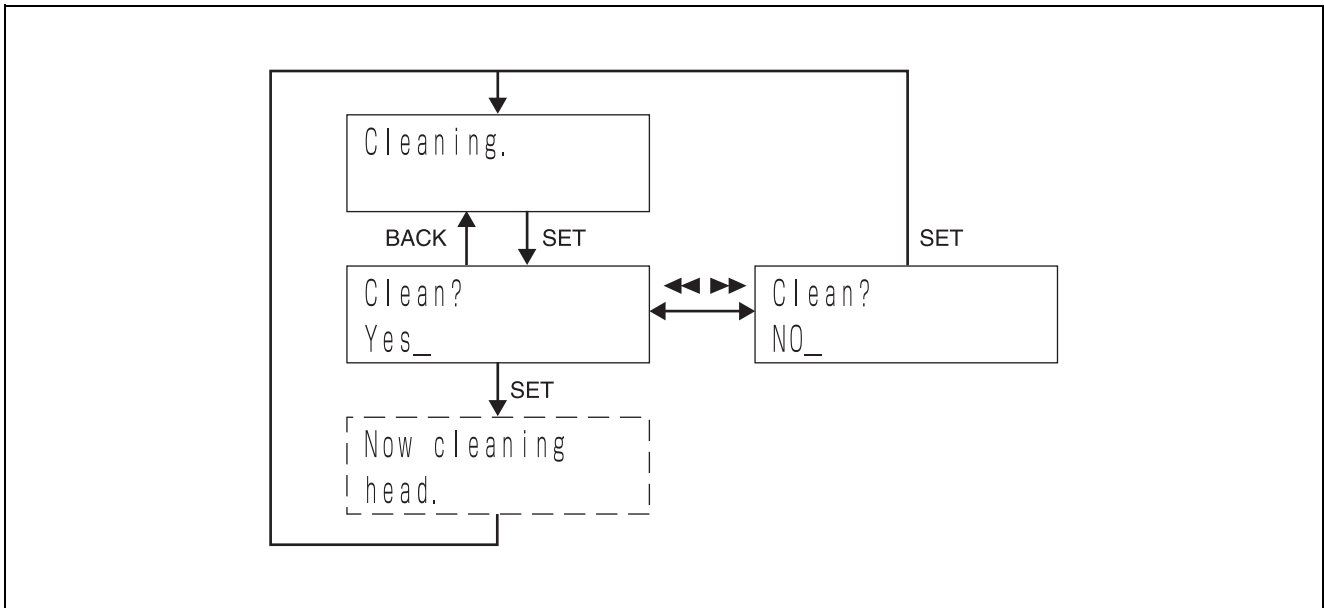 Cleaning.
BACK
SET
SET
Clean?
Yes_
◀◀ ▶▶
Clean?
NO_
SET
Now cleaning
head.